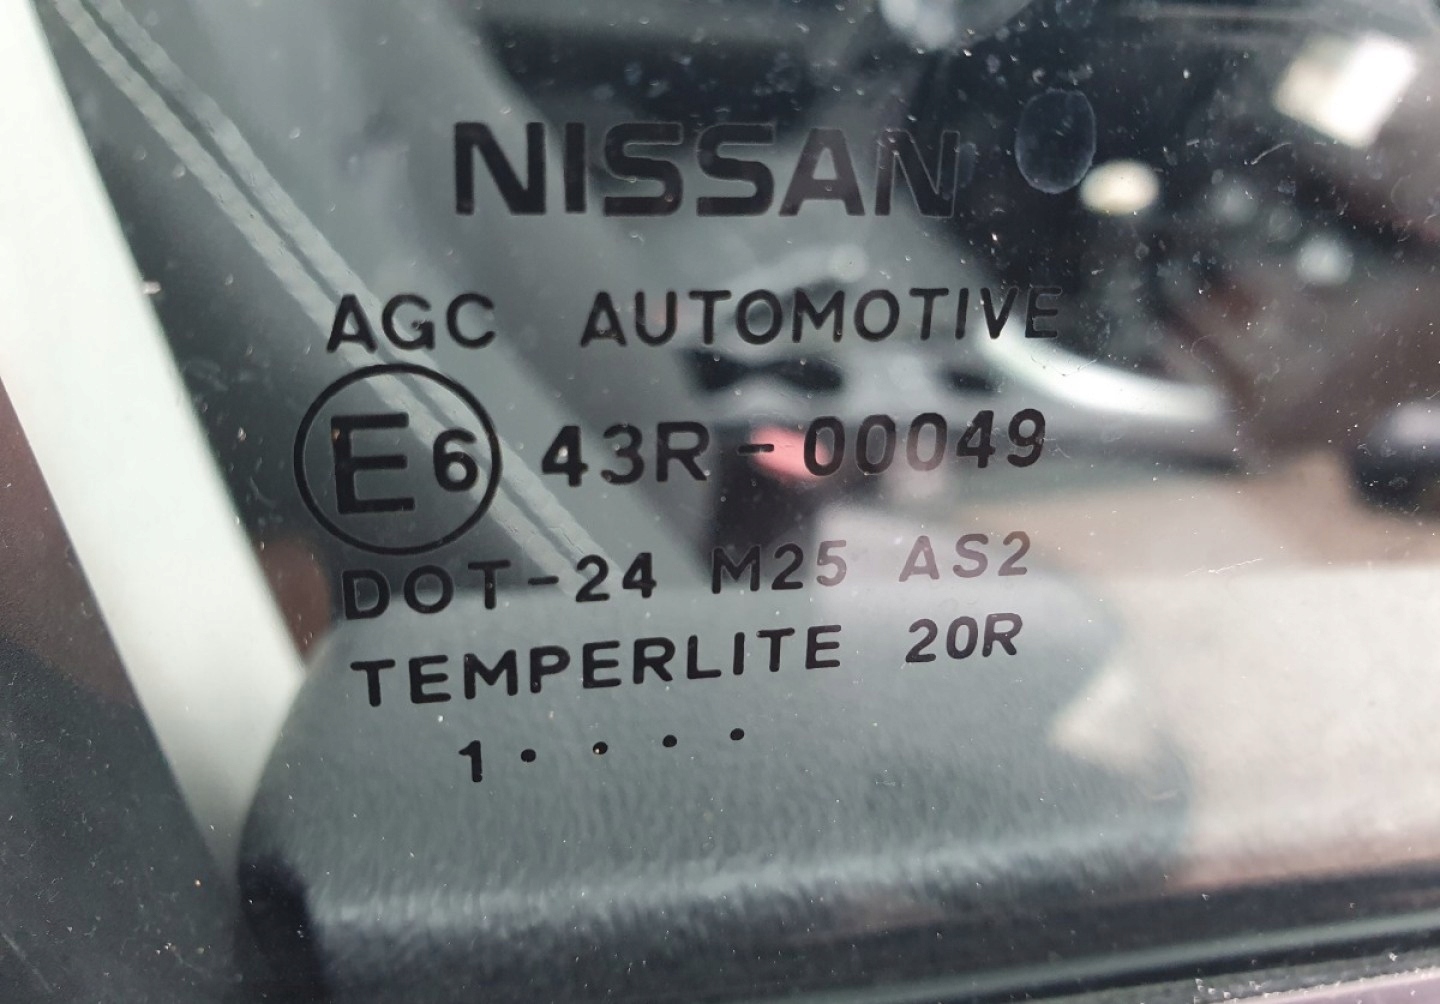 NISSAN
AGC AUTOMOTIVE
E6 43R-00049
DOT-24 M25 AS2
TEMPERLITE 20R
1 · · · ·